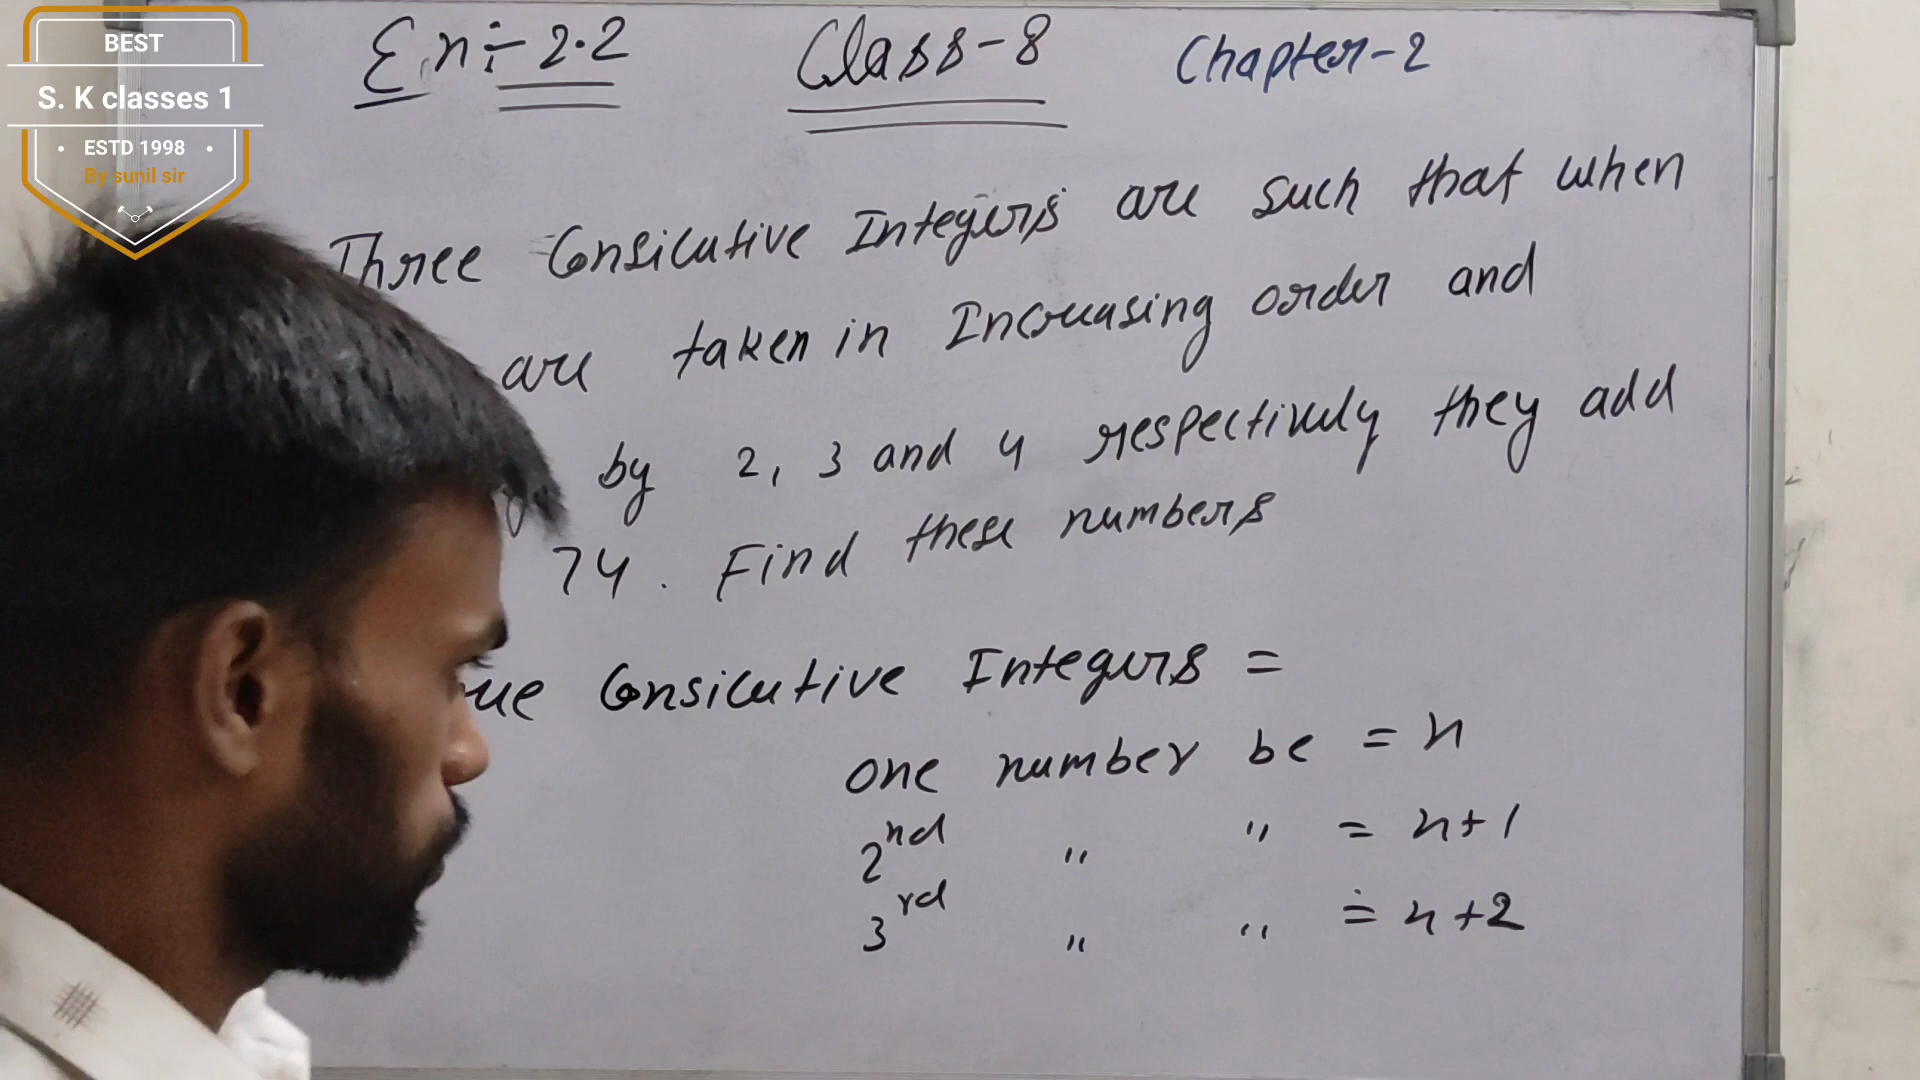 BEST
S. K classes 1
• ESTD 1998 •
By sunil sir
Ex÷-2.2 Class-8 Chapter-2
Three Consicutive Integers are such that when
are taken in Increasing order and
by 2, 3 and 4 respectively they add
74. Find these numbers
Consicutive Integers =
one number be = x
2nd " " = x+1
3rd " " = x+2